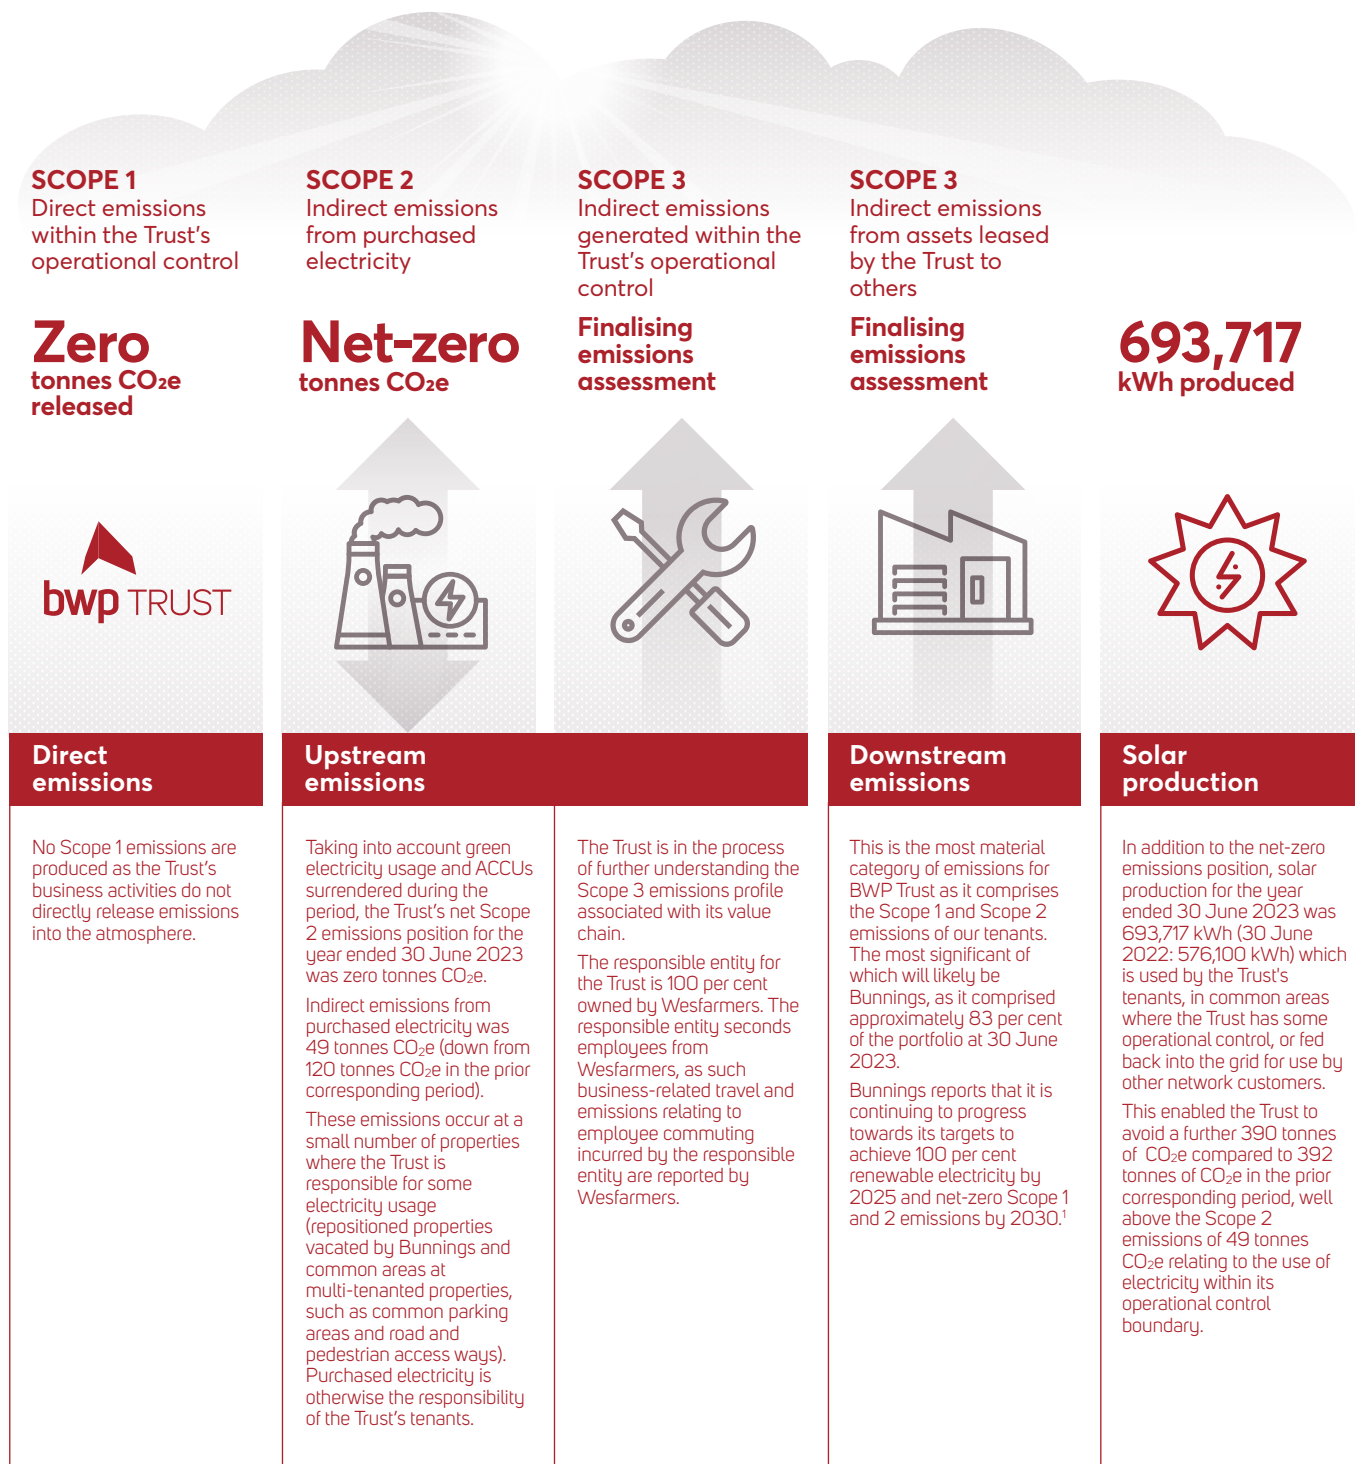 SCOPE 1
Direct emissions
within the Trust's
operational control
Zero
tonnes CO₂e
released
SCOPE 2
Indirect emissions
from purchased
electricity
Net-zero
tonnes CO₂e
SCOPE 3
Indirect emissions
generated within the
Trust's operational
control
Finalising
emissions
assessment
SCOPE 3
Indirect emissions
from assets leased
by the Trust to
others
Finalising
emissions
assessment
693,717
kWh produced
bwp TRUST
Direct
emissions
Upstream
emissions
Downstream
emissions
Solar
production
No Scope 1 emissions are
produced as the Trust's
business activities do not
directly release emissions
into the atmosphere.
Taking into account green
electricity usage and ACCUs
surrendered during the
period, the Trust's net Scope
2 emissions position for the
year ended 30 June 2023
was zero tonnes CO₂e.
Indirect emissions from
purchased electricity was
49 tonnes CO₂e (down from
120 tonnes CO₂e in the prior
corresponding period).
These emissions occur at a
small number of properties
where the Trust is
responsible for some
electricity usage
(repositioned properties
vacated by Bunnings and
common areas at
multi-tenanted properties,
such as common parking
areas and road and
pedestrian access ways).
Purchased electricity is
otherwise the responsibility
of the Trust's tenants.
The Trust is in the process
of further understanding the
Scope 3 emissions profile
associated with its value
chain.
The responsible entity for
the Trust is 100 per cent
owned by Wesfarmers. The
responsible entity seconds
employees from
Wesfarmers, as such
business-related travel and
emissions relating to
employee commuting
incurred by the responsible
entity are reported by
Wesfarmers.
This is the most material
category of emissions for
BWP Trust as it comprises
the Scope 1 and Scope 2
emissions of our tenants.
The most significant of
which will likely be
Bunnings, as it comprised
approximately 83 per cent
of the portfolio at 30 June
2023.
Bunnings reports that it is
continuing to progress
towards its targets to
achieve 100 per cent
renewable electricity by
2025 and net-zero Scope 1
and 2 emissions by 2030.¹
In addition to the net-zero
emissions position, solar
production for the year
ended 30 June 2023 was
693,717 kWh (30 June
2022: 576,100 kWh) which
is used by the Trust's
tenants, in common areas
where the Trust has some
operational control, or fed
back into the grid for use by
other network customers.
This enabled the Trust to
avoid a further 390 tonnes
of CO₂e compared to 392
tonnes of CO₂e in the prior
corresponding period, well
above the Scope 2
emissions of 49 tonnes
CO₂e relating to the use of
electricity within its
operational control
boundary.